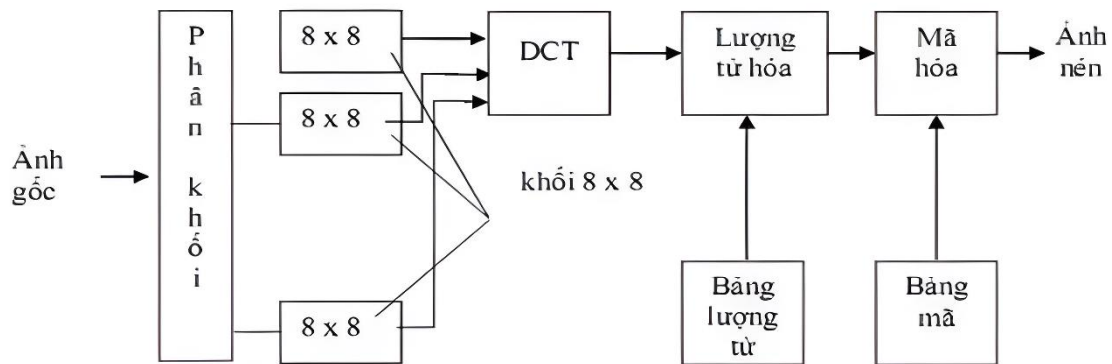 Ảnh
gốc
P
h
â
n
k
h
ố
i
8 x 8
8 x 8
8 x 8
khối 8 x 8
DCT
Lượng
tử hóa
Mã
hóa
Ảnh
nén
Bảng
lượng
từ
Bảng
mã